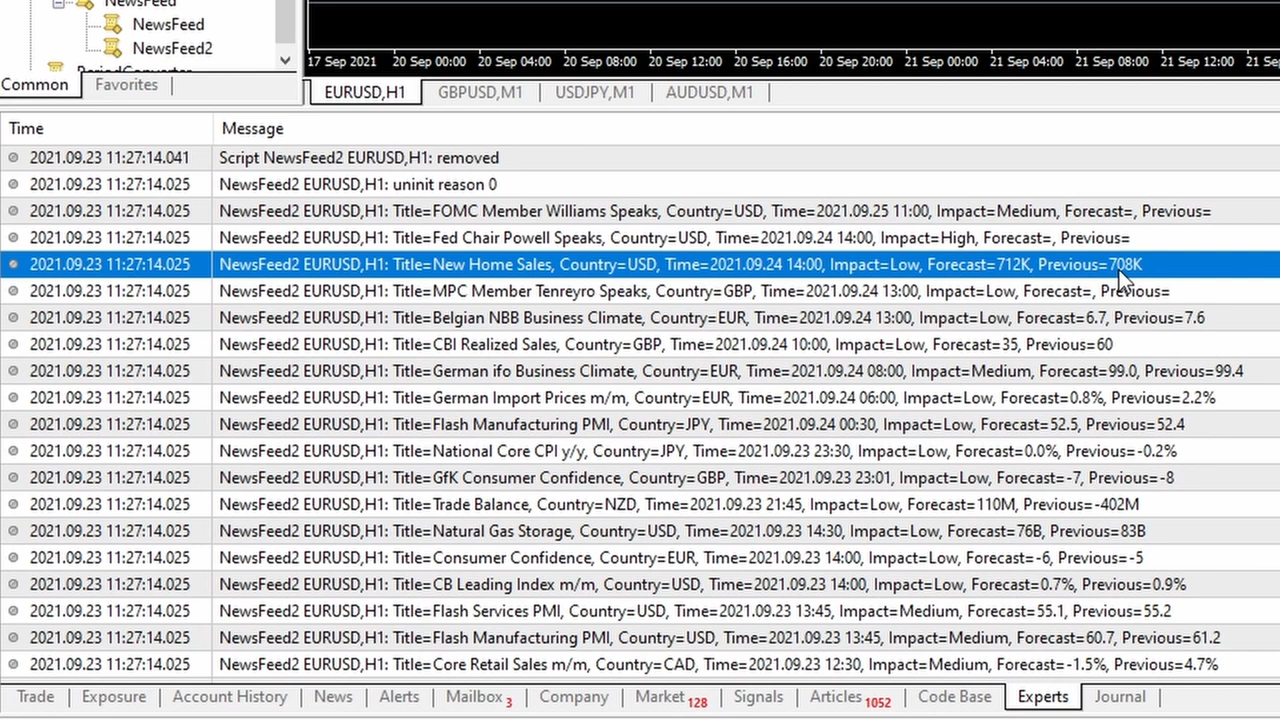 NewsFeed
NewsFeed
NewsFeed2
PeriodConverter
Common Favorites
17 Sep 2021 20 Sep 00:00 20 Sep 04:00 20 Sep 08:00 20 Sep 12:00 20 Sep 16:00 20 Sep 20:00 21 Sep 00:00 21 Sep 04:00 21 Sep 08:00 21 Sep 12:00 21 Sep
EURUSD,H1 GBPUSD,M1 USDJPY,M1 AUDUSD,M1
Time Message
2021.09.23 11:27:14.041 Script NewsFeed2 EURUSD,H1: removed
2021.09.23 11:27:14.025 NewsFeed2 EURUSD,H1: uninit reason 0
2021.09.23 11:27:14.025 NewsFeed2 EURUSD,H1: Title=FOMC Member Williams Speaks, Country=USD, Time=2021.09.25 11:00, Impact=Medium, Forecast=, Previous=
2021.09.23 11:27:14.025 NewsFeed2 EURUSD,H1: Title=Fed Chair Powell Speaks, Country=USD, Time=2021.09.24 14:00, Impact=High, Forecast=, Previous=
2021.09.23 11:27:14.025 NewsFeed2 EURUSD,H1: Title=New Home Sales, Country=USD, Time=2021.09.24 14:00, Impact=Low, Forecast=712K, Previous=708K
2021.09.23 11:27:14.025 NewsFeed2 EURUSD,H1: Title=MPC Member Tenreyro Speaks, Country=GBP, Time=2021.09.24 13:00, Impact=Low, Forecast=, Previous=
2021.09.23 11:27:14.025 NewsFeed2 EURUSD,H1: Title=Belgian NBB Business Climate, Country=EUR, Time=2021.09.24 13:00, Impact=Low, Forecast=6.7, Previous=7.6
2021.09.23 11:27:14.025 NewsFeed2 EURUSD,H1: Title=CBI Realized Sales, Country=GBP, Time=2021.09.24 10:00, Impact=Low, Forecast=35, Previous=60
2021.09.23 11:27:14.025 NewsFeed2 EURUSD,H1: Title=German ifo Business Climate, Country=EUR, Time=2021.09.24 08:00, Impact=Medium, Forecast=99.0, Previous=99.4
2021.09.23 11:27:14.025 NewsFeed2 EURUSD,H1: Title=German Import Prices m/m, Country=EUR, Time=2021.09.24 06:00, Impact=Low, Forecast=0.8%, Previous=2.2%
2021.09.23 11:27:14.025 NewsFeed2 EURUSD,H1: Title=Flash Manufacturing PMI, Country=JPY, Time=2021.09.24 00:30, Impact=Low, Forecast=52.5, Previous=52.4
2021.09.23 11:27:14.025 NewsFeed2 EURUSD,H1: Title=National Core CPI y/y, Country=JPY, Time=2021.09.23 23:30, Impact=Low, Forecast=0.0%, Previous=-0.2%
2021.09.23 11:27:14.025 NewsFeed2 EURUSD,H1: Title=GfK Consumer Confidence, Country=GBP, Time=2021.09.23 23:01, Impact=Low, Forecast=-7, Previous=-8
2021.09.23 11:27:14.025 NewsFeed2 EURUSD,H1: Title=Trade Balance, Country=NZD, Time=2021.09.23 21:45, Impact=Low, Forecast=110M, Previous=-402M
2021.09.23 11:27:14.025 NewsFeed2 EURUSD,H1: Title=Natural Gas Storage, Country=USD, Time=2021.09.23 14:30, Impact=Low, Forecast=76B, Previous=83B
2021.09.23 11:27:14.025 NewsFeed2 EURUSD,H1: Title=Consumer Confidence, Country=EUR, Time=2021.09.23 14:00, Impact=Low, Forecast=-6, Previous=-5
2021.09.23 11:27:14.025 NewsFeed2 EURUSD,H1: Title=CB Leading Index m/m, Country=USD, Time=2021.09.23 14:00, Impact=Low, Forecast=0.7%, Previous=0.9%
2021.09.23 11:27:14.025 NewsFeed2 EURUSD,H1: Title=Flash Services PMI, Country=USD, Time=2021.09.23 13:45, Impact=Medium, Forecast=55.1, Previous=55.2
2021.09.23 11:27:14.025 NewsFeed2 EURUSD,H1: Title=Flash Manufacturing PMI, Country=USD, Time=2021.09.23 13:45, Impact=Medium, Forecast=60.7, Previous=61.2
2021.09.23 11:27:14.025 NewsFeed2 EURUSD,H1: Title=Core Retail Sales m/m, Country=CAD, Time=2021.09.23 12:30, Impact=Medium, Forecast=-1.5%, Previous=4.7%
Trade Exposure Account History News Alerts Mailbox 3 Company Market 128 Signals Articles 1052 Code Base Experts Journal